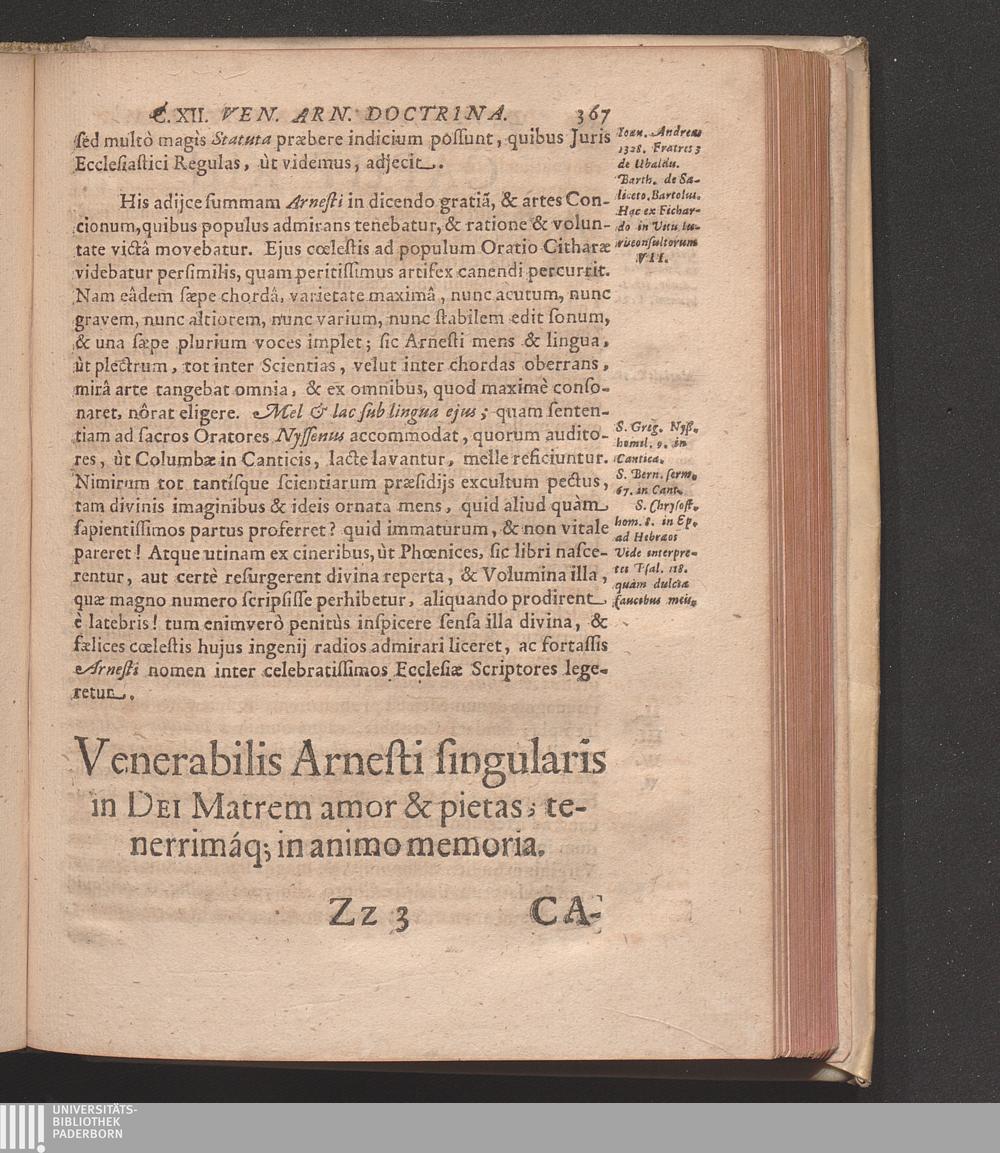 C. XII. VEN. ARN. DOCTRINA. 367
ſed multò magìs Statuta præbere indicium poſſunt, quibus Juris
Eccleſiaſtici Regulas, ùt videmus, adjecit.
His adijce ſummam Arneſti in dicendo gratiã, & artes Con-
cionum, quibus populus admirans tenebatur, & ratione & volun-
tate victâ movebatur. Ejus cœleſtis ad populum Oratio Citharæ
videbatur perſimilis, quam peritiſſimus artifex canendi percurrit.
Nam eâdem ſæpe chordâ, varietate maximâ, nunc acutum, nunc
gravem, nunc altiorem, nunc varium, nunc ſtabilem edit ſonum,
& una ſæpe plurium voces implet; ſic Arneſti mens & lingua,
ùt plectrum, tot inter Scientias, velut inter chordas oberrans,
mirâ arte tangebat omnia, & ex omnibus, quod maximè conſo-
naret, nôrat eligere. Mel & lac ſub lingua ejus; quam ſenten-
tiam ad ſacros Oratores Nyſſenus accommodat, quorum audito-
res, ùt Columbæ in Canticis, lacte lavantur, melle reficiuntur.
Nimirum tot tantíſque ſcientiarum præſidijs excultum pectus,
tam divinis imaginibus & ideis ornata mens, quid aliud quàm
ſapientiſſimos partus proferret? quid immaturum, & non vitale
pareret! Atque utinam ex cineribus, ùt Phœnices, ſic libri naſce-
rentur, aut certè reſurgerent divina reperta, & Volumina illa,
quæ magno numero ſcripſiſſe perhibetur, aliquando prodirent
è latebris! tum enimverò penitùs inſpicere ſenſa illa divina, &
fælices cœleſtis hujus ingenij radios admirari liceret, ac fortaſſis
Arneſti nomen inter celebratiſſimos Eccleſiæ Scriptores lege-
retur.
Ioan. Andreas
1328. Fratres 3
de Ubaldu.
Barth. de Sa-
liceto. Bartolus.
Hæc ex Fichar-
do in Vitu Iu-
risconſultorum
VII.
S. Greg. Nyſſ.
homil. 9. in
Cantica.
S. Bern. ſerm.
67. in Cant.
S. Chryſoſt.
hom. 8. in Ep.
ad Hebræos
Vide interpre-
tes Pſal. 118.
quàm dulcia
faucibus meis.
Venerabilis Arneſti ſingularis
in DEI Matrem amor & pietas; te-
nerrimáq; in animo memoria.
Zz 3 CA-
UNIVERSITÄTS-
BIBLIOTHEK
PADERBORN